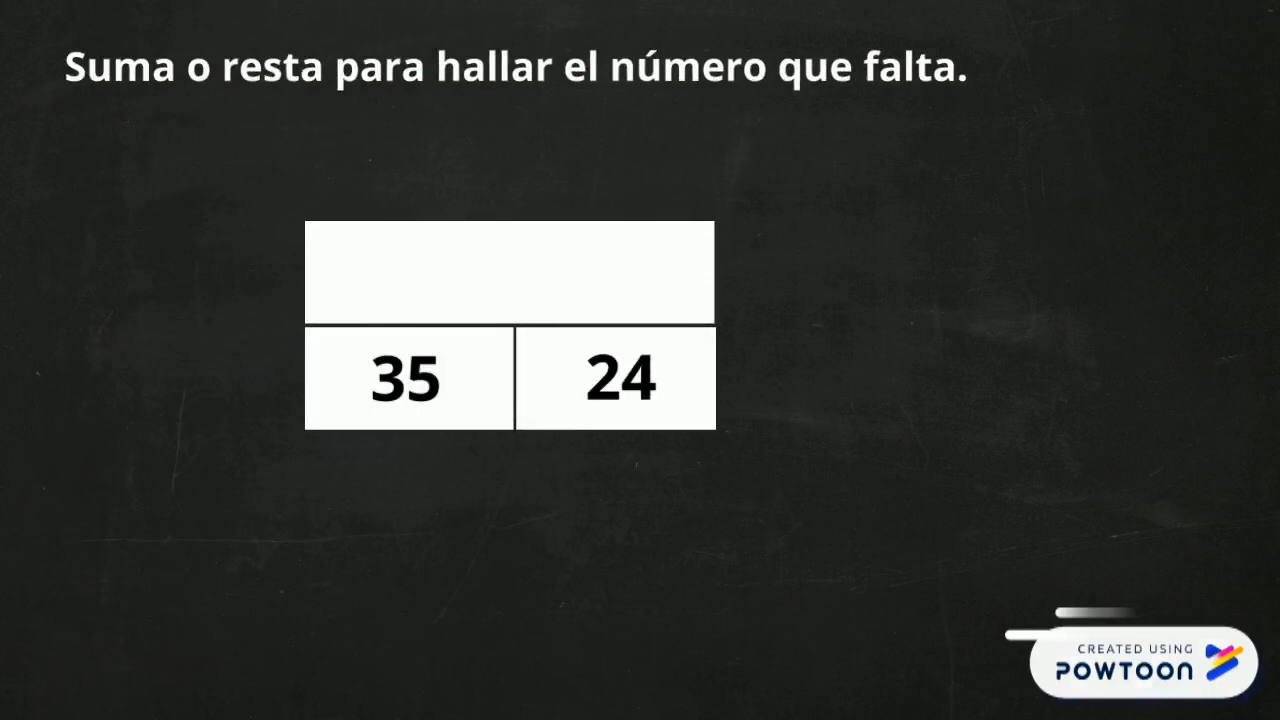 Suma o resta para hallar el número que falta.
35 24
CREATED USING
POWTOON